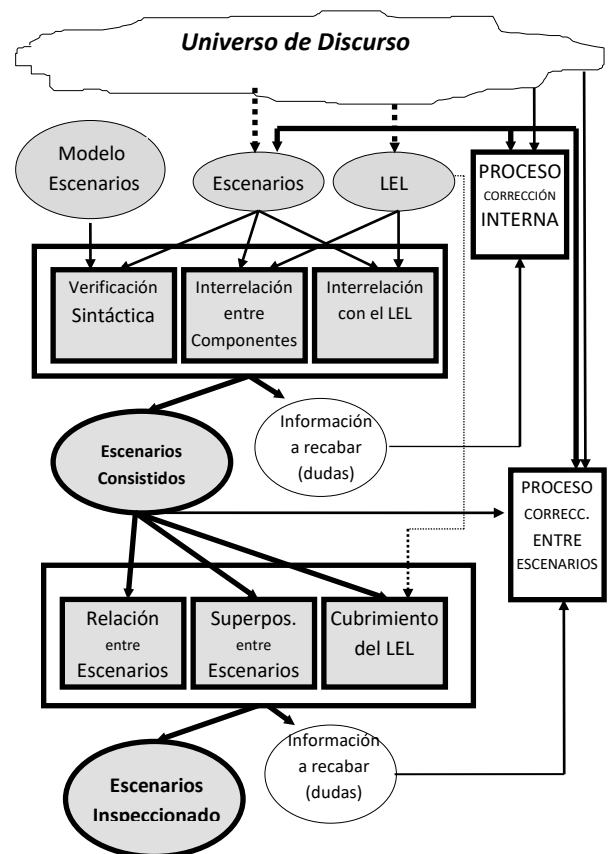 Universo de Discurso
Modelo
Escenarios
Escenarios
LEL
PROCESO
CORRECCIÓN
INTERNA
Verificación
Sintáctica
Interrelación
entre
Componentes
Interrelación
con el LEL
Escenarios
Consistidos
Información
a recabar
(dudas)
PROCESO
CORRECC.
ENTRE
ESCENARIOS
Relación
entre
Escenarios
Superpos.
entre
Escenarios
Cubrimiento
del LEL
Escenarios
Inspeccionado
Información
a recabar
(dudas)